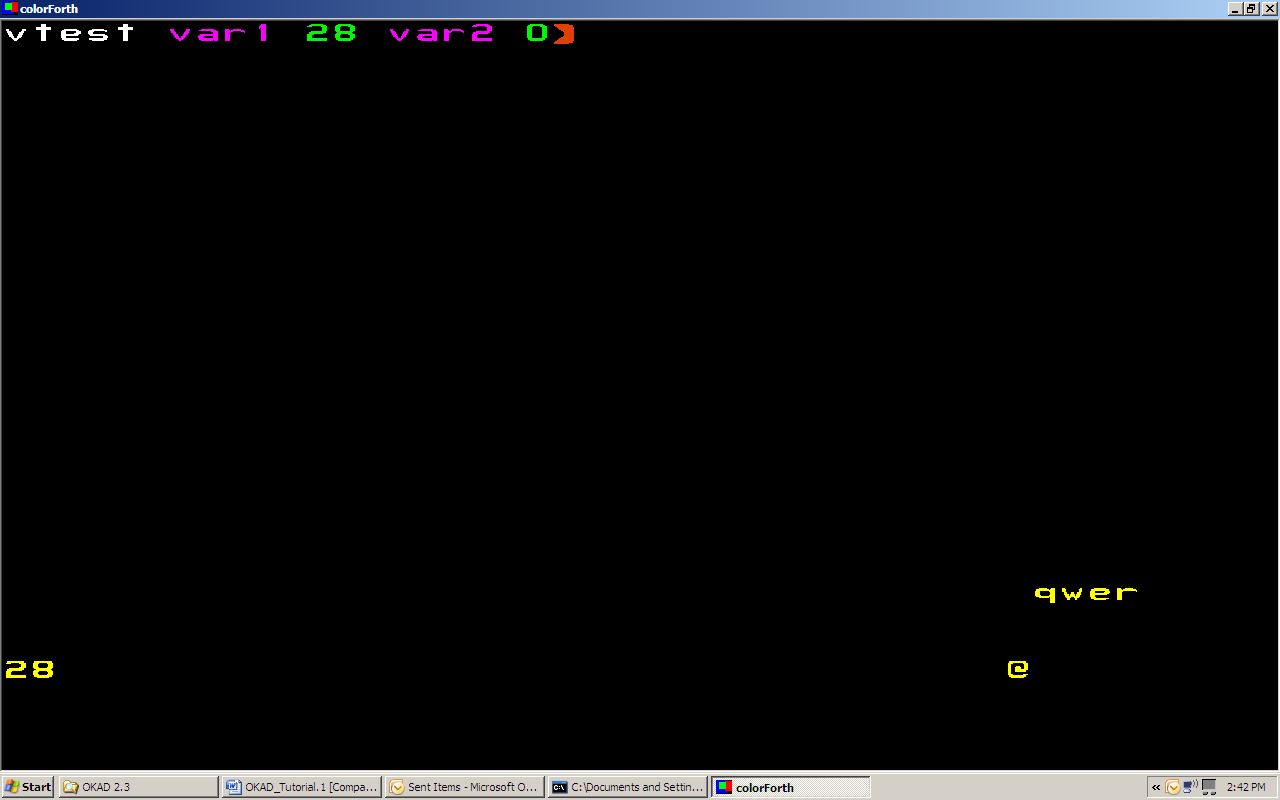 colorForth
vtest var1 28 var2 0
qwer
28 @
Start OKAD 2.3 OKAD_Tutorial.1 [Compa... Sent Items - Microsoft O... C:\Documents and Settin... colorForth « 2:42 PM